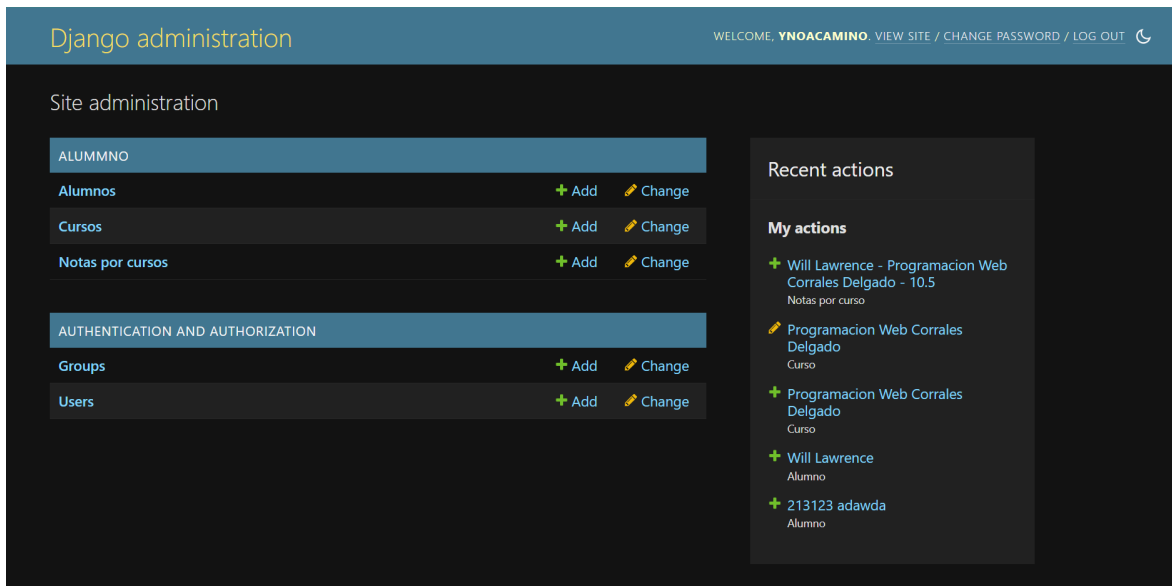 Django administration
WELCOME, YNOACAMINO. VIEW SITE / CHANGE PASSWORD / LOG OUT
Site administration
ALUMMNO
Alumnos Add Change
Cursos Add Change
Notas por cursos Add Change
AUTHENTICATION AND AUTHORIZATION
Groups Add Change
Users Add Change
Recent actions
My actions
Will Lawrence - Programacion Web
Corrales Delgado - 10.5
Notas por curso
Programacion Web Corrales
Delgado
Curso
Programacion Web Corrales
Delgado
Curso
Will Lawrence
Alumno
213123 adawda
Alumno